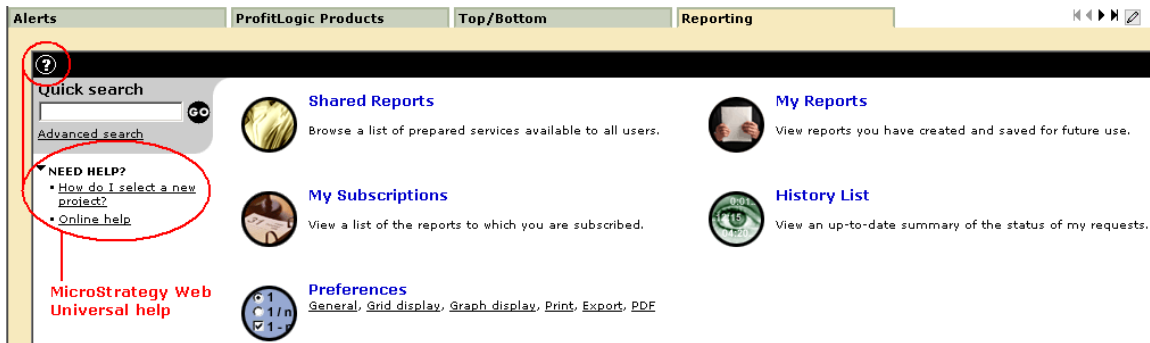 Alerts
ProfitLogic Products
Top/Bottom
Reporting
?
Quick search
GO
Advanced search
NEED HELP?
▪ How do I select a new
project?
▪ Online help
MicroStrategy Web
Universal help
Shared Reports
Browse a list of prepared services available to all users.
My Reports
View reports you have created and saved for future use.
My Subscriptions
View a list of the reports to which you are subscribed.
History List
View an up-to-date summary of the status of my requests.
Preferences
General, Grid display, Graph display, Print, Export, PDF